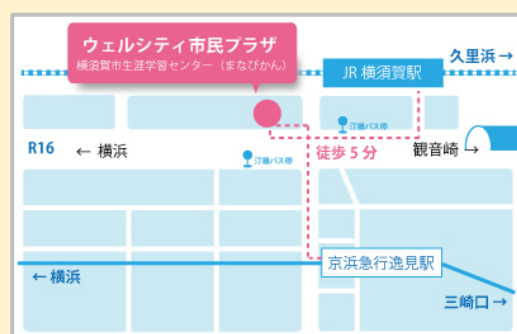 ウェルシティ市民プラザ
横須賀市生涯学習センター（まなびかん）
久里浜→
JR 横須賀駅
汀橋バス停
R16
← 横浜
汀橋バス停
徒歩 5 分
観音崎 →
京浜急行逸見駅
← 横浜
三崎口 →